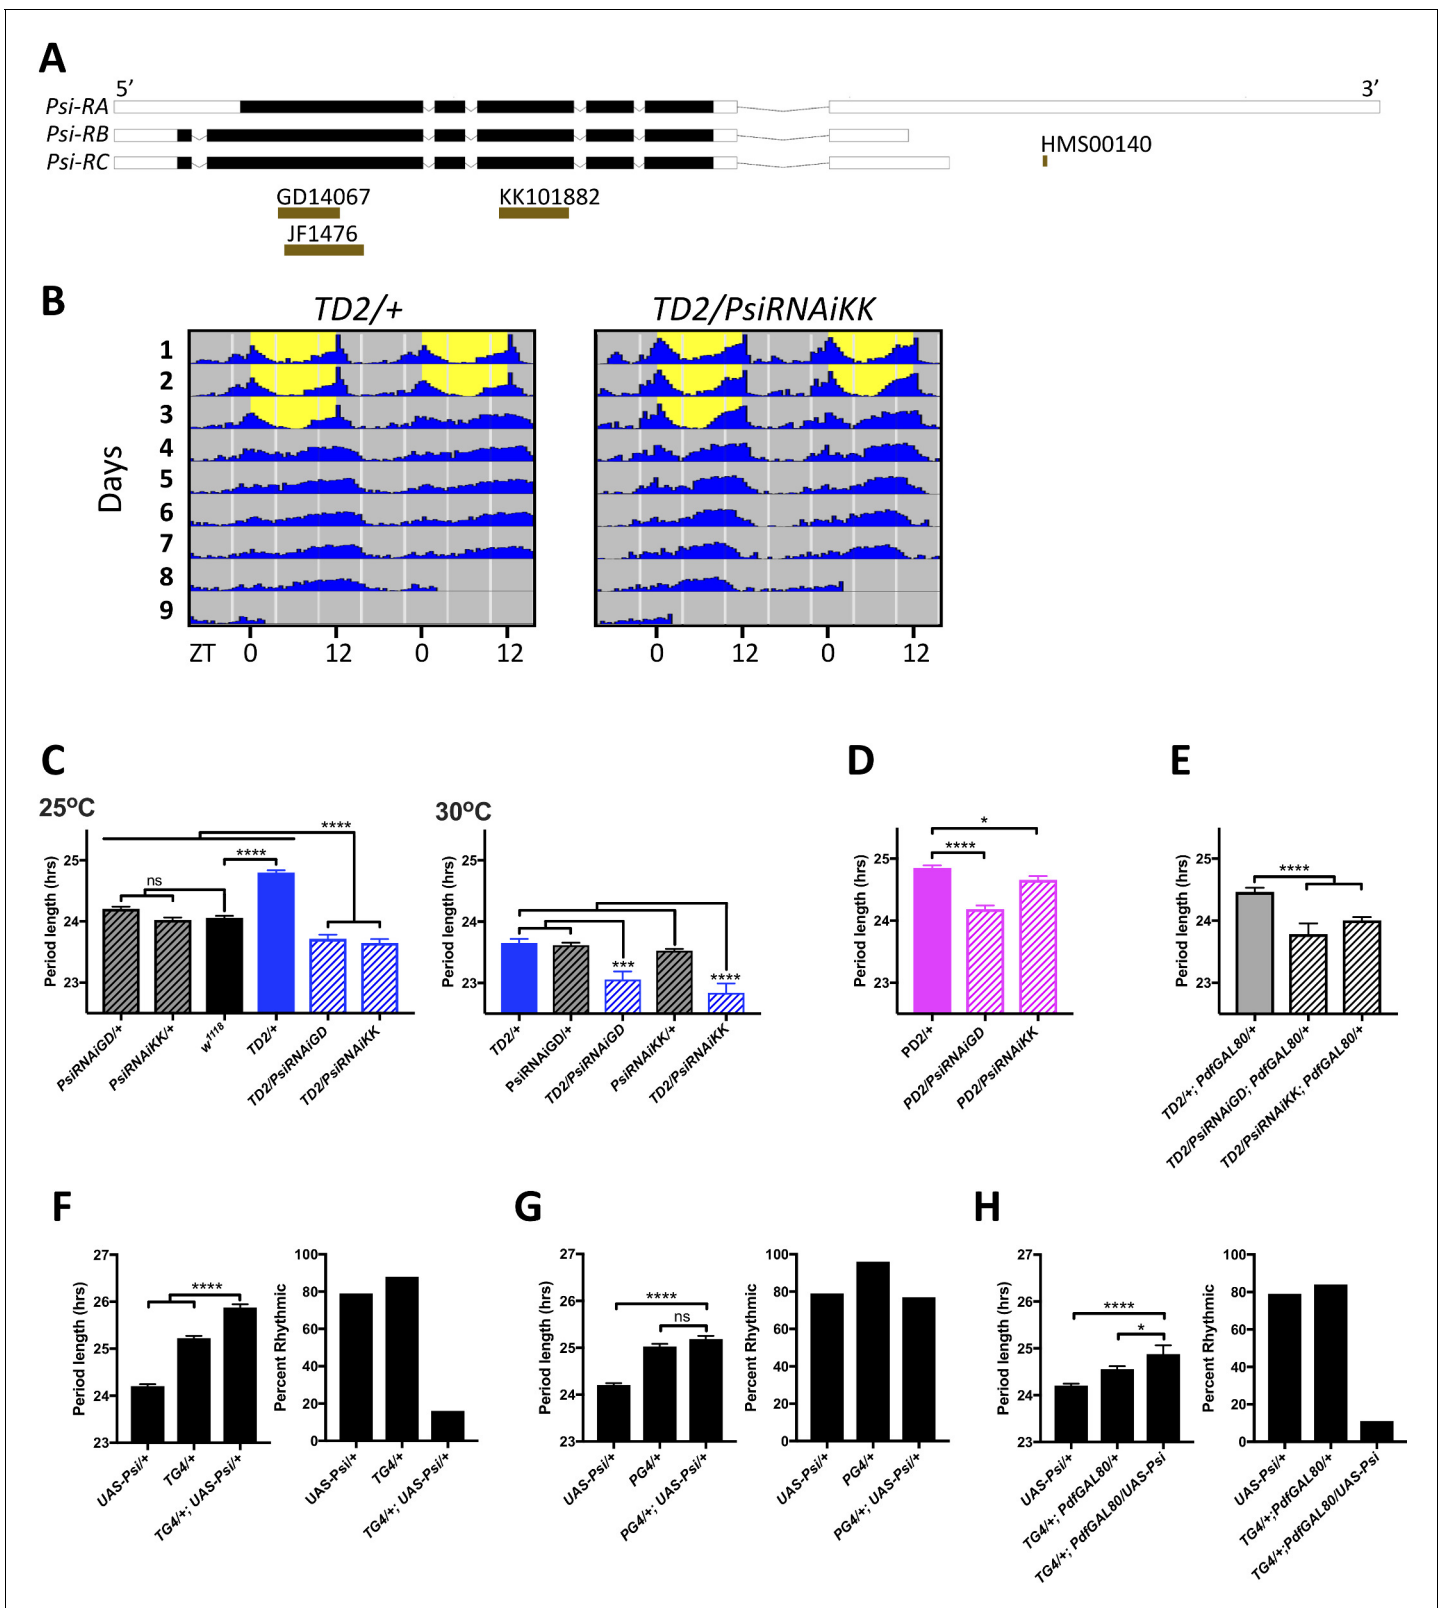 A
5’
3’
Psi-RA
Psi-RB
Psi-RC
HMS00140
GD14067
KK101882
JF1476
B
TD2/+
TD2/PsiRNAiKK
Days
1
2
3
4
5
6
7
8
9
ZT 0 12 0 12
0 12 0 12
C
25ºC
Period length (hrs)
25
24
23
ns
****
****
PsiRNAiGD/+
PsiRNAiKK/+
w1118
TD2/+
TD2/PsiRNAiGD
TD2/PsiRNAiKK
30ºC
Period length (hrs)
25
24
23
***
****
TD2/+
PsiRNAiGD/+
TD2/PsiRNAiGD
PsiRNAiKK/+
TD2/PsiRNAiKK
D
Period length (hrs)
25
24
23
*
****
PD2/+
PD2/PsiRNAiGD
PD2/PsiRNAiKK
E
Period length (hrs)
25
24
23
****
TD2/+; PdfGAL80/+
TD2/PsiRNAiGD; PdfGAL80/+
TD2/PsiRNAiKK; PdfGAL80/+
F
Period length (hrs)
27
26
25
24
23
****
UAS-Psi/+
TG4/+
TG4/+; UAS-Psi/+
Percent Rhythmic
100
80
60
40
20
0
UAS-Psi/+
TG4/+
TG4/+; UAS-Psi/+
G
Period length (hrs)
27
26
25
24
23
****
ns
UAS-Psi/+
PG4/+
PG4/+; UAS-Psi/+
Percent Rhythmic
100
80
60
40
20
0
UAS-Psi/+
PG4/+
PG4/+; UAS-Psi/+
H
Period length (hrs)
27
26
25
24
23
****
*
UAS-Psi/+
TG4/+; PdfGAL80/+
TG4/+; PdfGAL80/UAS-Psi
Percent Rhythmic
100
80
60
40
20
0
UAS-Psi/+
TG4/+;PdfGAL80/+
TG4/+;PdfGAL80/UAS-Psi